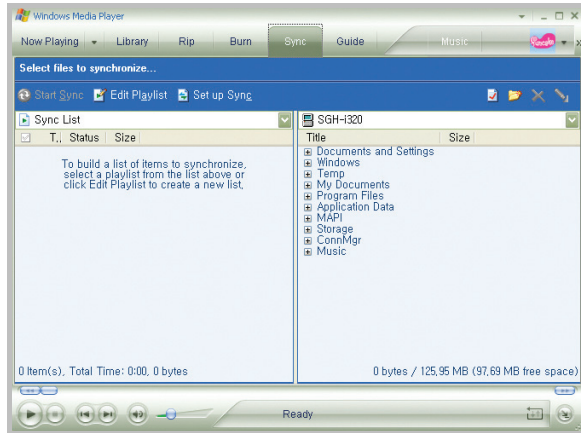 Windows Media Player
Now Playing Library Rip Burn Sync Guide Music
Select files to synchronize...
Start Sync Edit Playlist Set up Sync
Sync List
SGH-i320
T.. Status Size
Title Size
To build a list of items to synchronize,
select a playlist from the list above or
click Edit Playlist to create a new list.
Documents and Settings
Windows
Temp
My Documents
Program Files
Application Data
MAPI
Storage
ConnMgr
Music
0 Item(s), Total Time: 0:00, 0 bytes
0 bytes / 125,95 MB (97,69 MB free space)
Ready